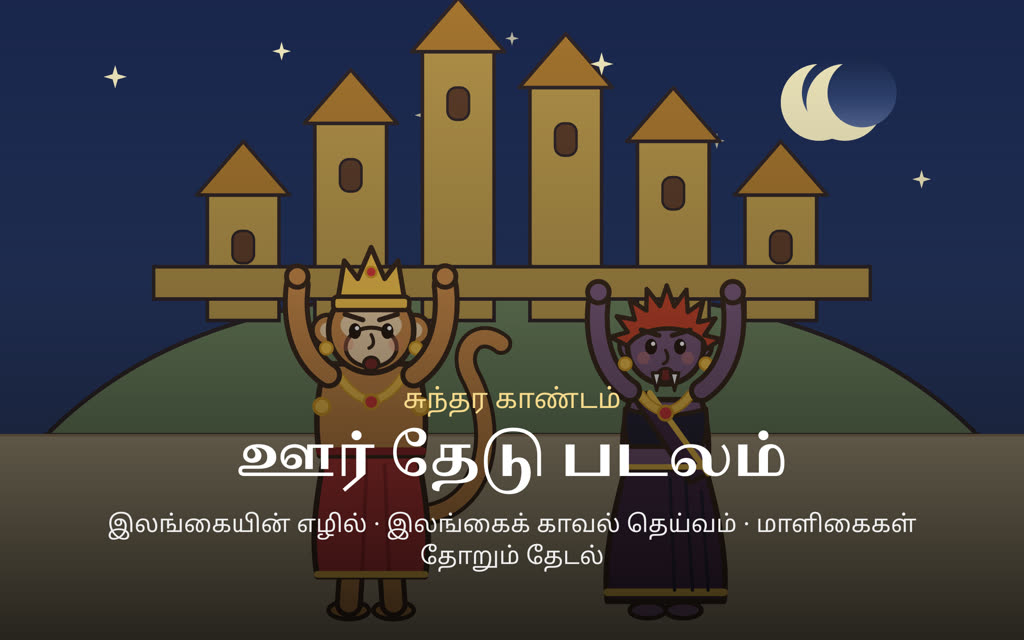 சுந்தர காண்டம்
ஊர் தேடு படலம்
இலங்கையின் எழில் · இலங்கைக் காவல் தெய்வம் · மாளிகைகள்
தோறும் தேடல்